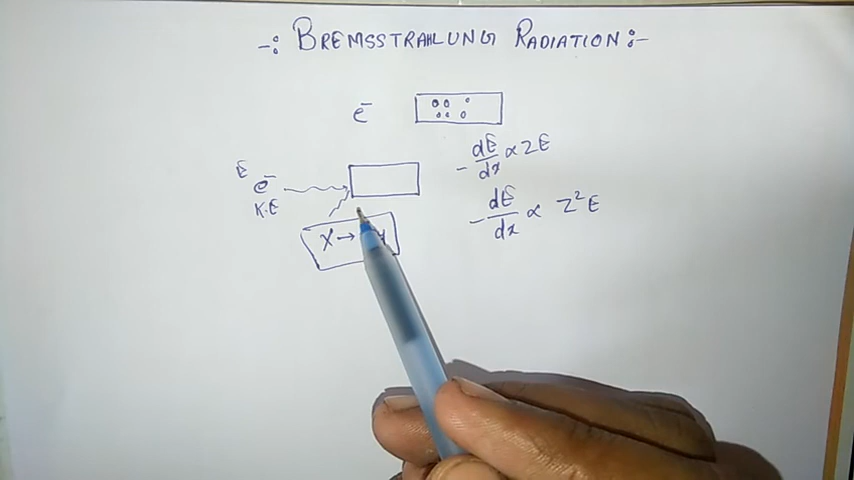 -: BREMSSTRAHLUNG RADIATION :-
e⁻
- dE/dx ∝ ZE
E
e⁻
K.E
- dE/dx ∝ Z²E
X →